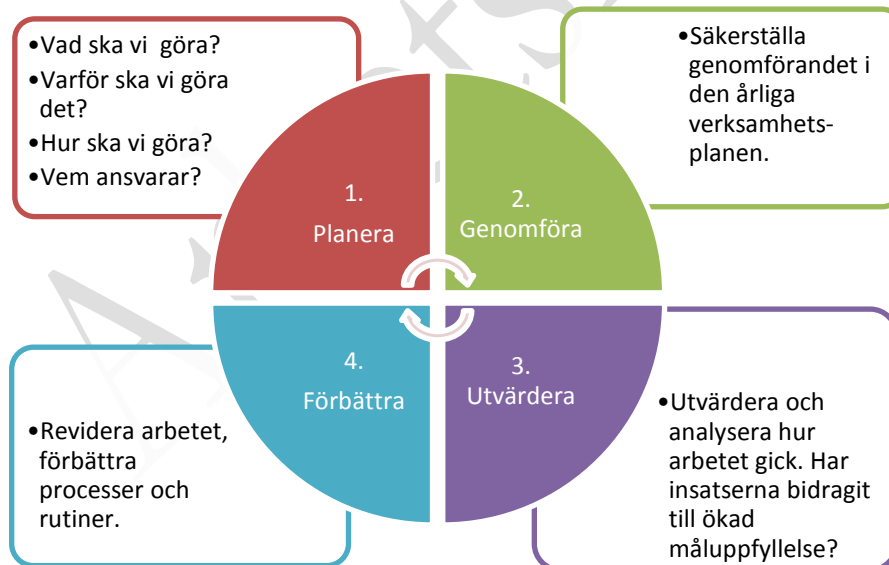 •Vad ska vi göra?
•Varför ska vi göra
det?
•Hur ska vi göra?
•Vem ansvarar?
1.
Planera
•Säkerställa
genomförandet i
den årliga
verksamhets-
planen.
2.
Genomföra
3.
Utvärdera
•Utvärdera och
analysera hur
arbetet gick. Har
insatserna bidragit
till ökad
måluppfyllelse?
4.
Förbättra
•Revidera arbetet,
förbättra
processer och
rutiner.